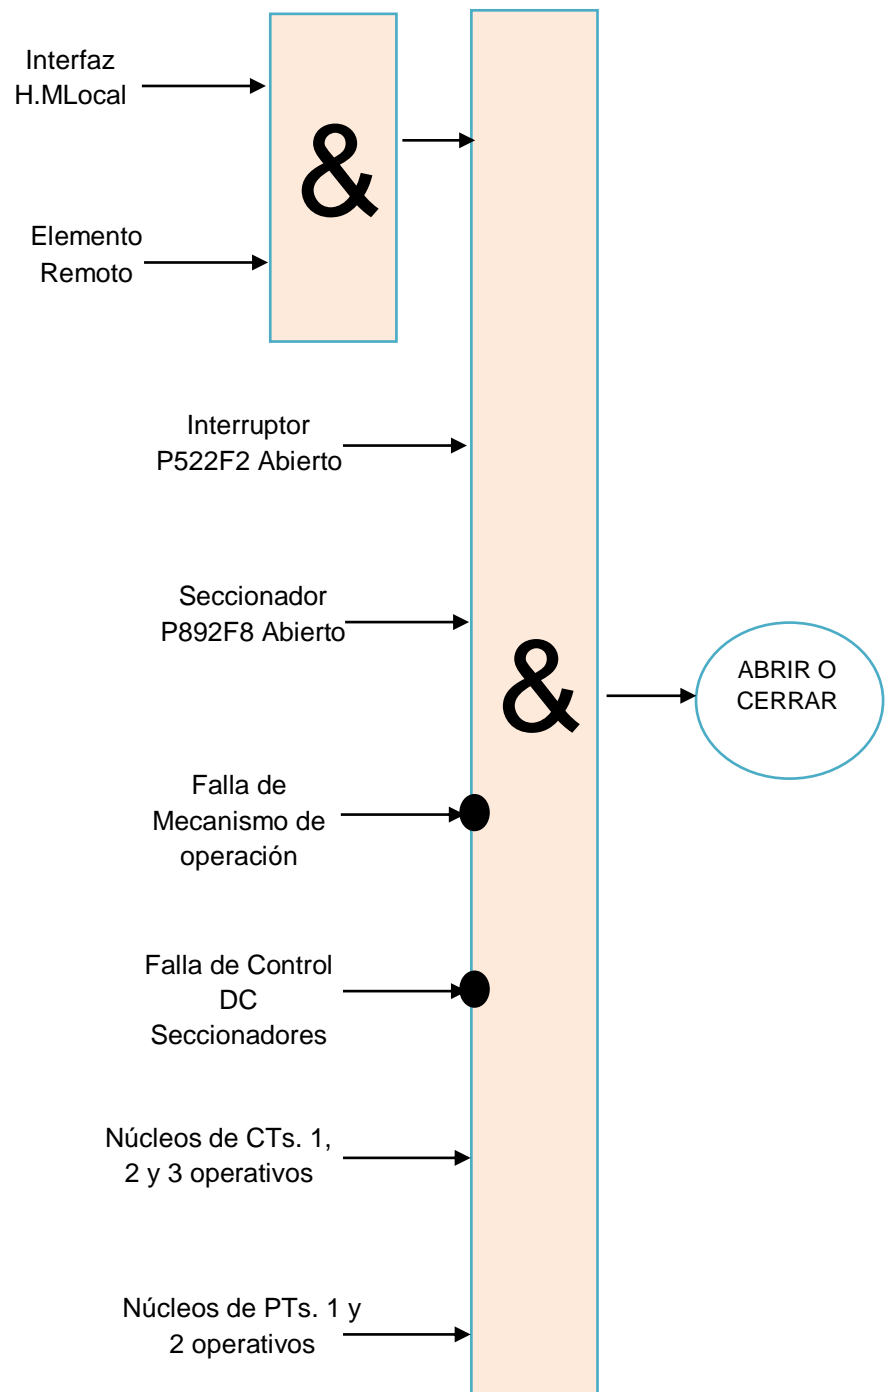 Interfaz
H.MLocal
&
Elemento
Remoto
Interruptor
P522F2 Abierto
Seccionador
P892F8 Abierto
&
ABRIR O
CERRAR
Falla de
Mecanismo de
operación
Falla de Control
DC
Seccionadores
Núcleos de CTs. 1,
2 y 3 operativos
Núcleos de PTs. 1 y
2 operativos